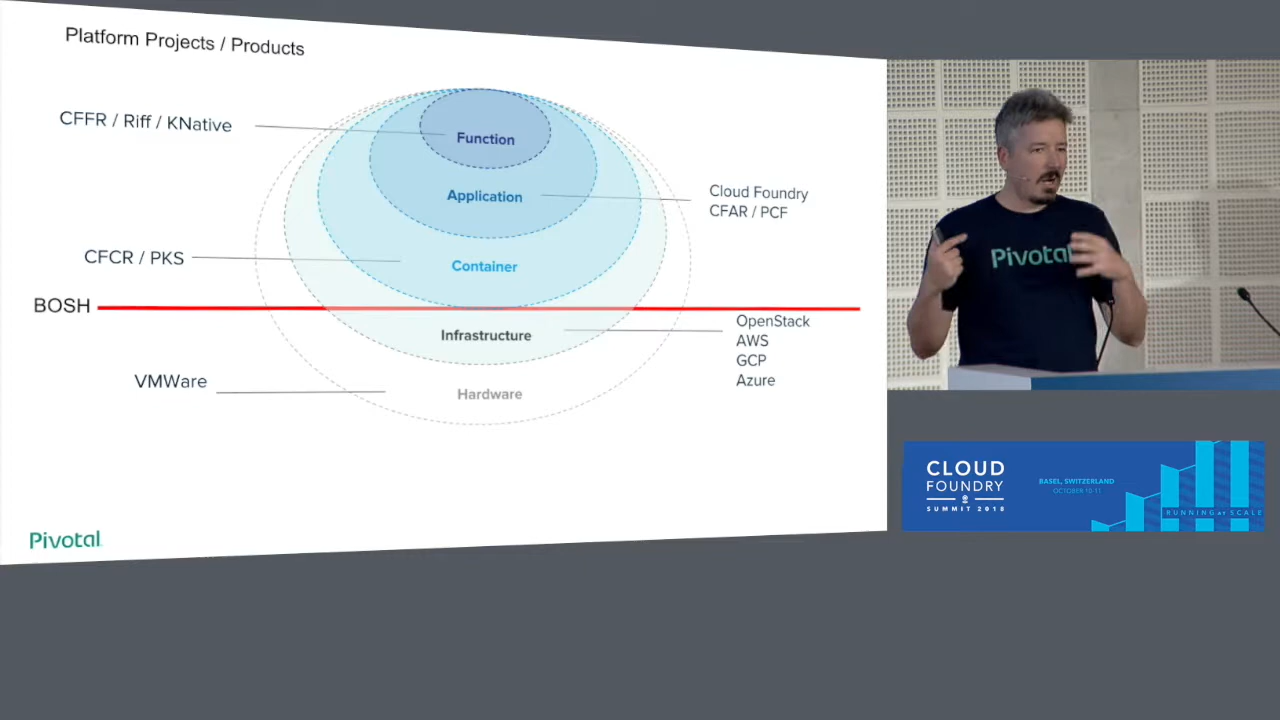 Platform Projects / Products
CFFR / Riff / KNative
Function
Application
Cloud Foundry
CFAR / PCF
CFCR / PKS
Container
BOSH
Infrastructure
OpenStack
AWS
GCP
Azure
VMWare
Hardware
Pivotal
Pivotal
CLOUD
FOUNDRY
SUMMIT 2018
BASEL, SWITZERLAND
OCTOBER 10-11
RUNNING AT SCALE